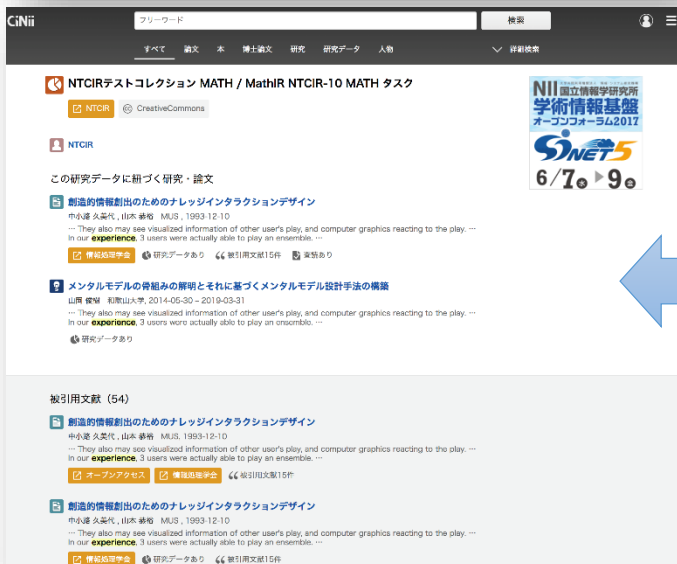 CiNii
フリーワード
検索
すべて 論文 本 博士論文 研究 研究データ 人物
詳細検索
NTCIRテストコレクション MATH / MathIR NTCIR-10 MATH タスク
NTCIR CreativeCommons
NTCIR
NII 国立情報学研究所
学術情報基盤
オープンフォーラム2017
SINET5
6/7水 ▶ 9金
この研究データに紐づく研究・論文
創造的情報創出のためのナレッジインタラクションデザイン
中小路 久美代 , 山本 恭裕 MUS , 1993-12-10
… They also may see visualized information of other user's play, and computer graphics reacting to the play. …
In our experience, 3 users were actually able to play an ensemble. …
情報処理学会 研究データあり 被引用文献15件 査読あり
メンタルモデルの骨組みの解明とそれに基づくメンタルモデル設計手法の構築
山岡 俊樹 和歌山大学, 2014-05-30 – 2019-03-31
… They also may see visualized information of other user's play, and computer graphics reacting to the play. …
In our experience, 3 users were actually able to play an ensemble. …
研究データあり
被引用文献（54）
創造的情報創出のためのナレッジインタラクションデザイン
中小路 久美代 , 山本 恭裕 MUS, 1993-12-10
… They also may see visualized information of other user's play, and computer graphics reacting to the play. …
In our experience, 3 users were actually able to play an ensemble. …
オープンアクセス 情報処理学会 被引用文献15件
創造的情報創出のためのナレッジインタラクションデザイン
中小路 久美代 , 山本 恭裕 MUS , 1993-12-10
… They also may see visualized information of other user's play, and computer graphics reacting to the play. …
In our experience, 3 users were actually able to play an ensemble. …
情報処理学会 研究データあり 被引用文献15件